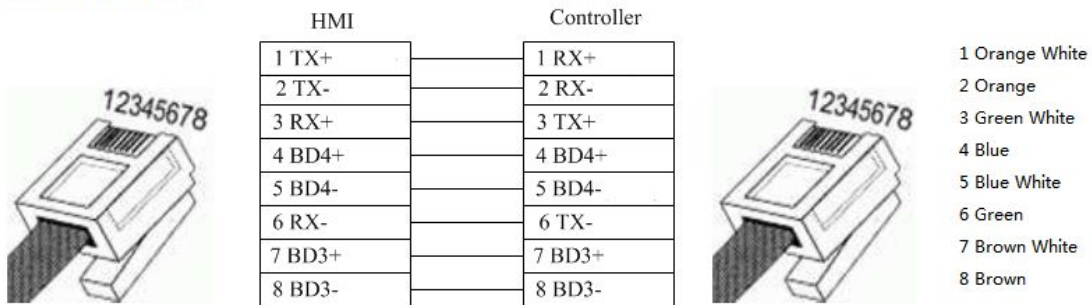 HMI
Controller
1 TX+
1 RX+
2 TX-
2 RX-
3 RX+
3 TX+
4 BD4+
4 BD4+
5 BD4-
5 BD4-
6 RX-
6 TX-
7 BD3+
7 BD3+
8 BD3-
8 BD3-
12345678
12345678
1 Orange White
2 Orange
3 Green White
4 Blue
5 Blue White
6 Green
7 Brown White
8 Brown